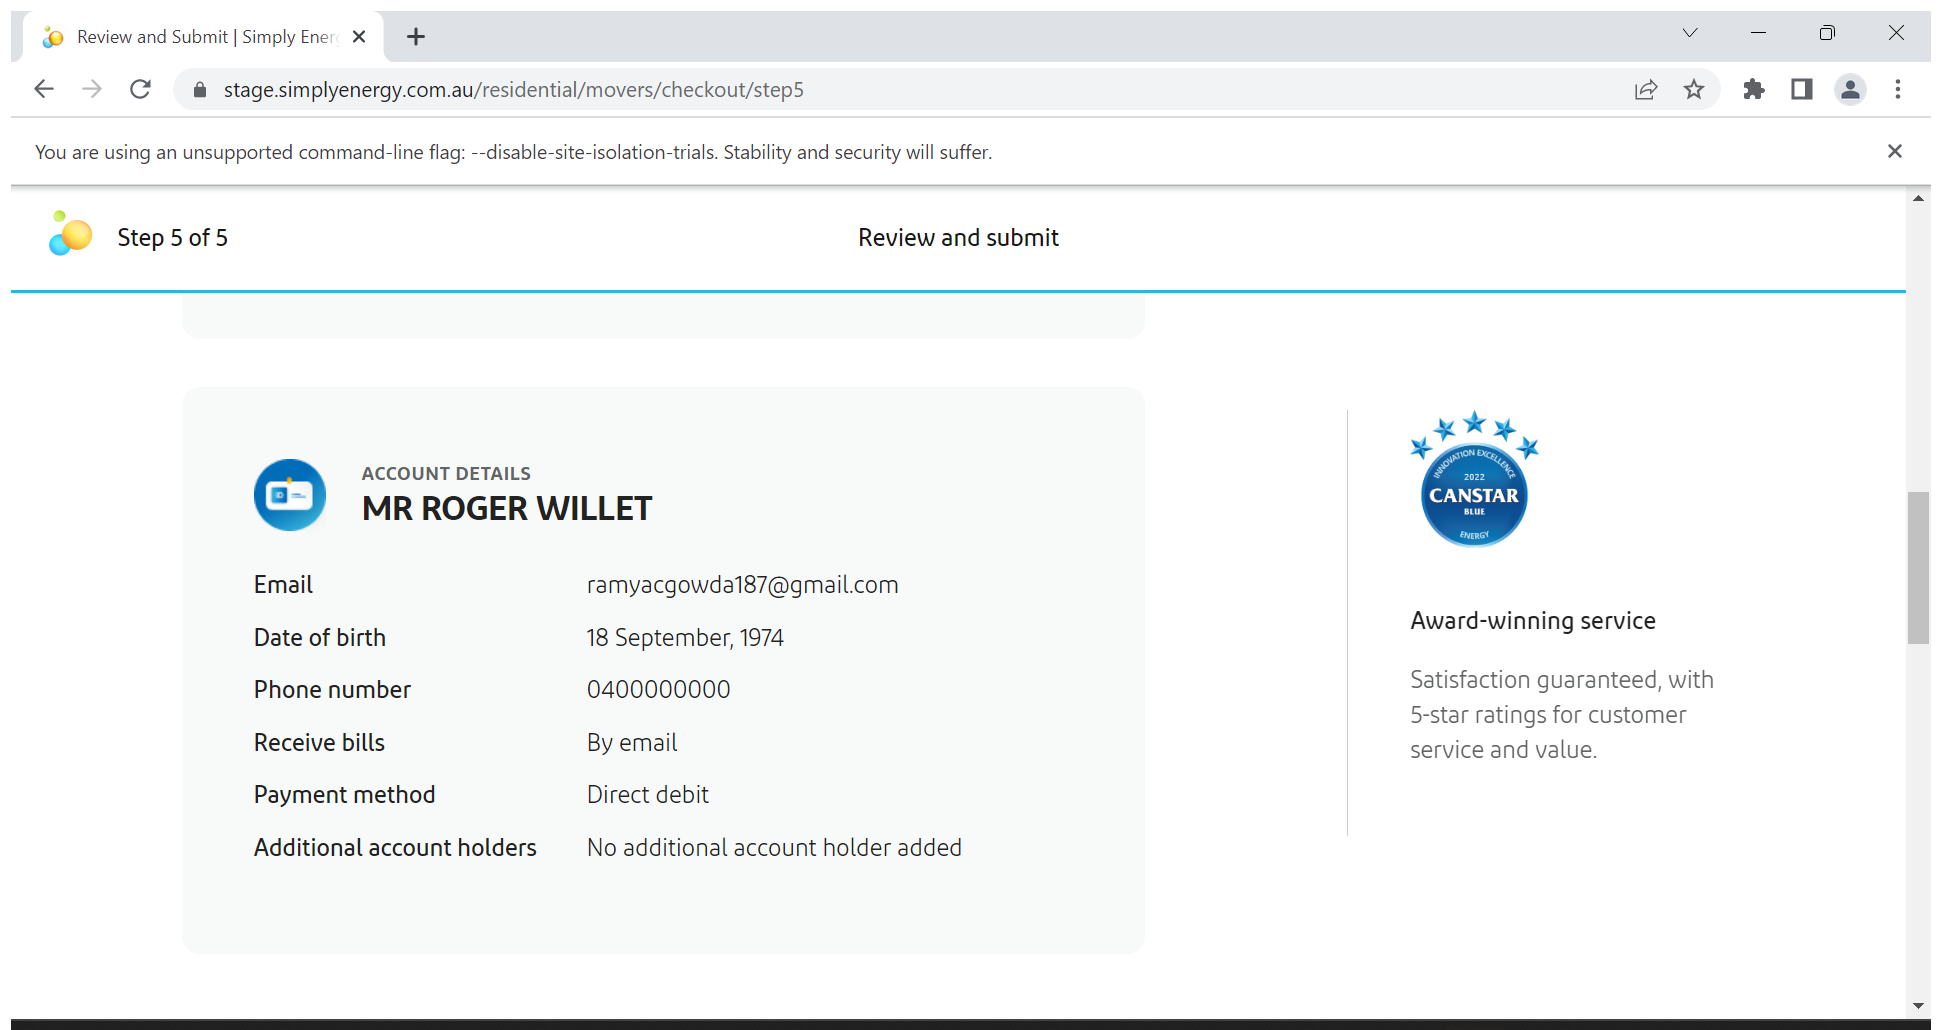 Review and Submit | Simply Ener
stage.simplyenergy.com.au/residential/movers/checkout/step5
You are using an unsupported command-line flag: --disable-site-isolation-trials. Stability and security will suffer.
Step 5 of 5
Review and submit
ACCOUNT DETAILS
MR ROGER WILLET
Email ramyacgowda187@gmail.com
Date of birth 18 September, 1974
Phone number 0400000000
Receive bills By email
Payment method Direct debit
Additional account holders No additional account holder added
INNOVATION EXCELLENCE
2022
CANSTAR
BLUE
ENERGY
Award-winning service
Satisfaction guaranteed, with
5-star ratings for customer
service and value.